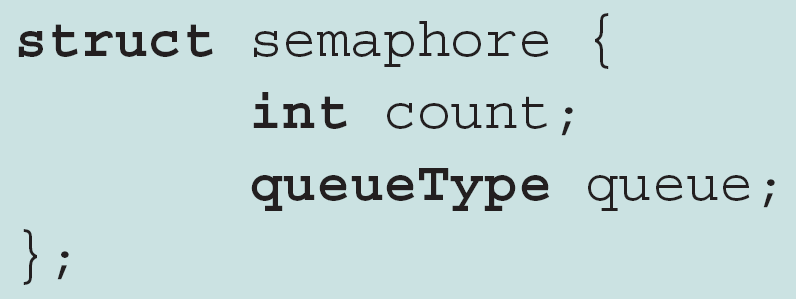 struct semaphore {
int count;
queueType queue;
};